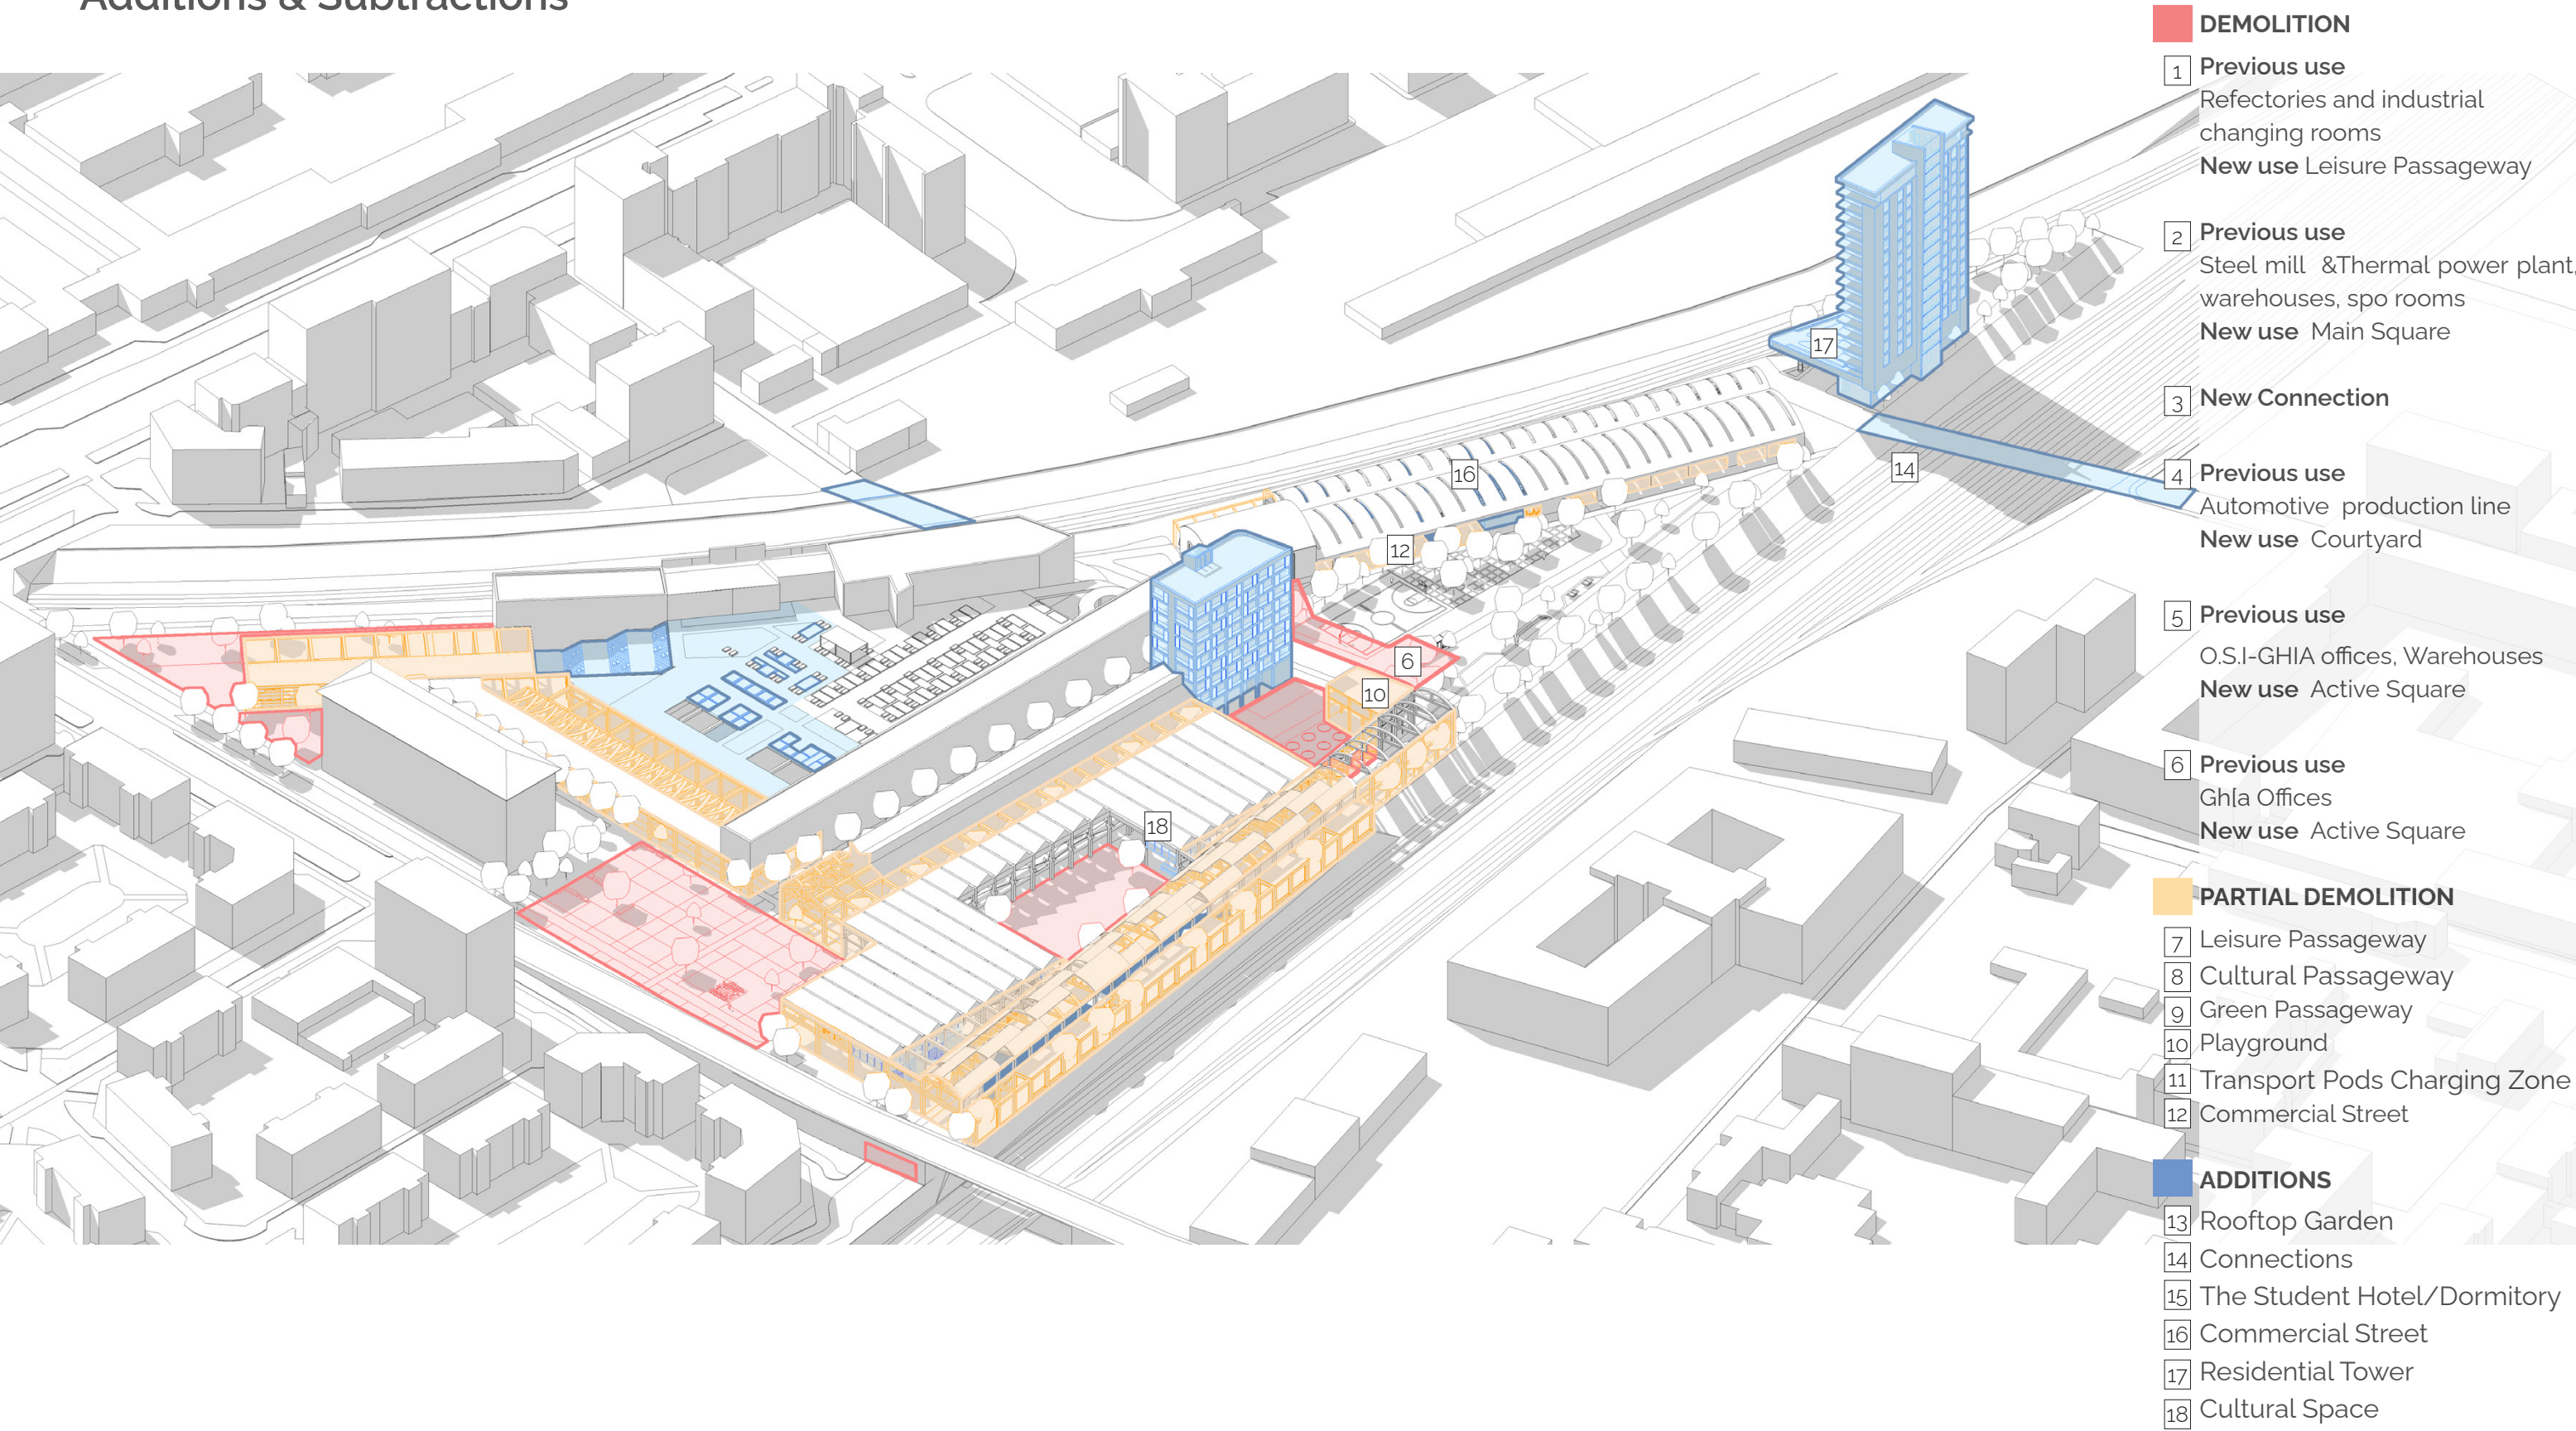 Additions & Subtractions
DEMOLITION
1 Previous use
Refectories and industrial
changing rooms
New use Leisure Passageway
2 Previous use
Steel mill &Thermal power plant,
warehouses, spo rooms
New use Main Square
3 New Connection
4 Previous use
Automotive production line
New use Courtyard
5 Previous use
O.S.I-GHIA offices, Warehouses
New use Active Square
6 Previous use
Gh[a Offices
New use Active Square
PARTIAL DEMOLITION
7 Leisure Passageway
8 Cultural Passageway
9 Green Passageway
10 Playground
11 Transport Pods Charging Zone
12 Commercial Street
ADDITIONS
13 Rooftop Garden
14 Connections
15 The Student Hotel/Dormitory
16 Commercial Street
17 Residential Tower
18 Cultural Space
17
16
14
12
6
10
18